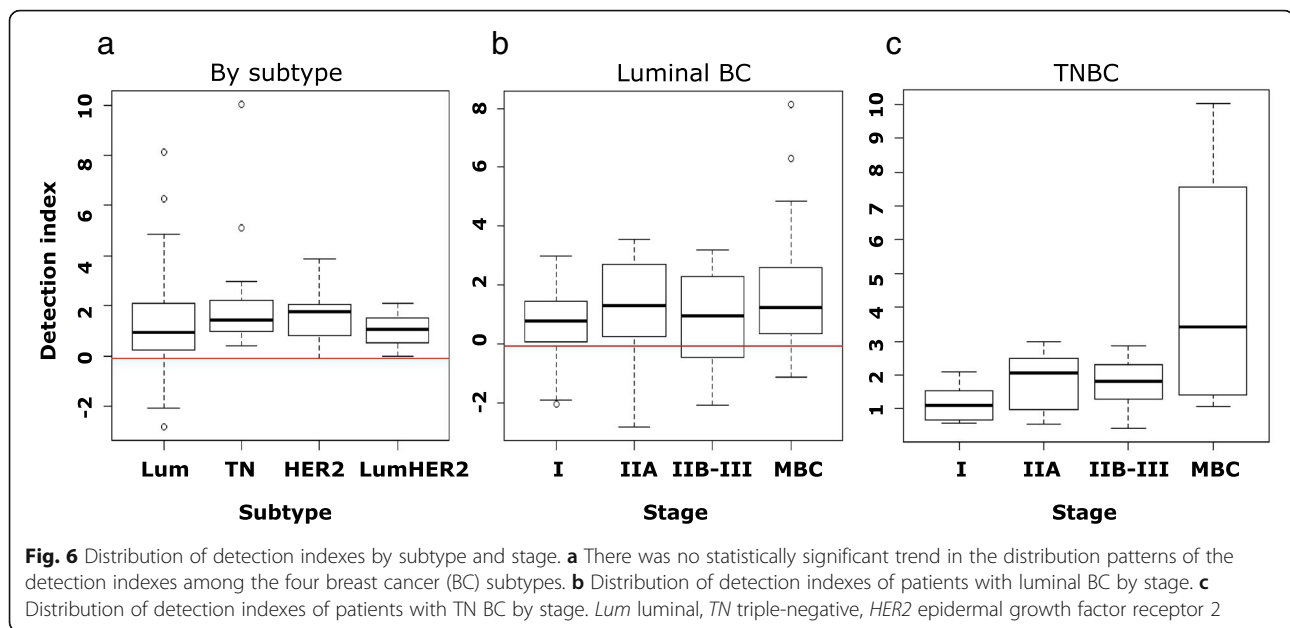 a
By subtype
Detection index
10
8
6
4
2
0
-2
Lum TN HER2 LumHER2
Subtype
b
Luminal BC
8
6
4
2
0
-2
I IIA IIB-III MBC
Stage
c
TNBC
10
9
8
7
6
5
4
3
2
1
I IIA IIB-III MBC
Stage
Fig. 6 Distribution of detection indexes by subtype and stage. a There was no statistically significant trend in the distribution patterns of the
detection indexes among the four breast cancer (BC) subtypes. b Distribution of detection indexes of patients with luminal BC by stage. c
Distribution of detection indexes of patients with TN BC by stage. Lum luminal, TN triple-negative, HER2 epidermal growth factor receptor 2